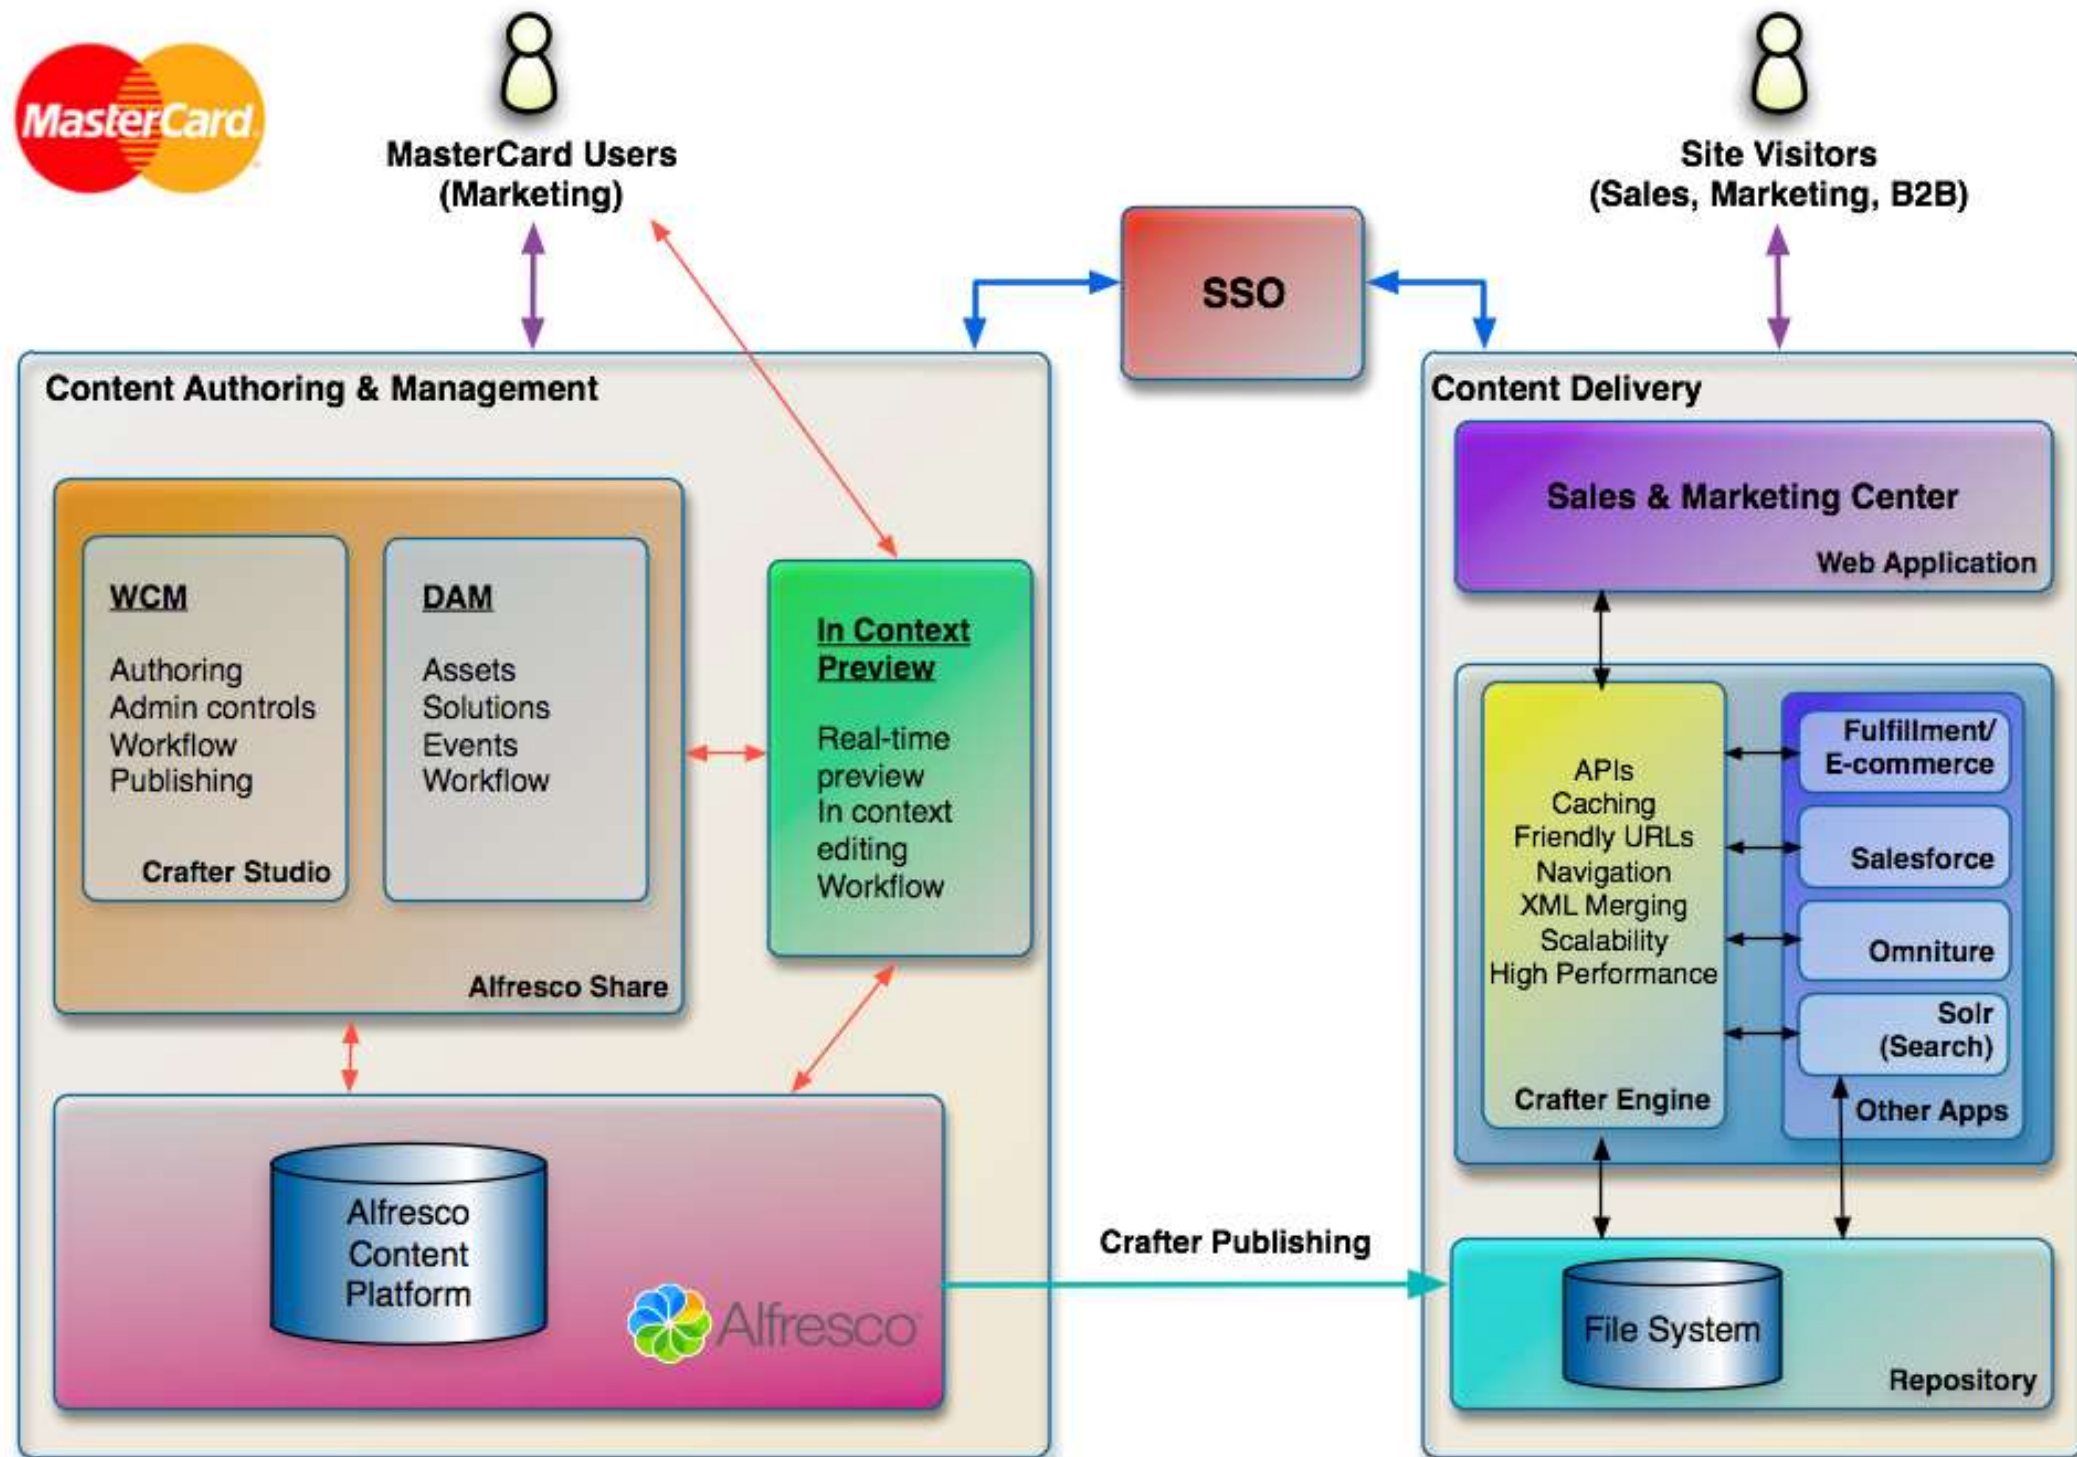 MasterCard
MasterCard Users
(Marketing)
Site Visitors
(Sales, Marketing, B2B)
SSO
Content Authoring & Management
WCM
Authoring
Admin controls
Workflow
Publishing
Crafter Studio
DAM
Assets
Solutions
Events
Workflow
Alfresco Share
In Context
Preview
Real-time
preview
In context
editing
Workflow
Alfresco
Content
Platform
Alfresco
Crafter Publishing
Content Delivery
Sales & Marketing Center
Web Application
APIs
Caching
Friendly URLs
Navigation
XML Merging
Scalability
High Performance
Crafter Engine
Fulfillment/
E-commerce
Salesforce
Omniture
Solr
(Search)
Other Apps
File System
Repository